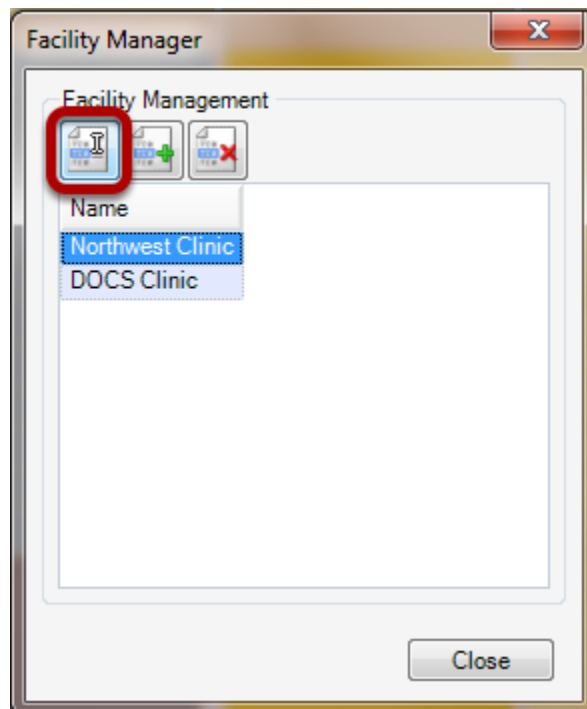 Facility Manager
Facility Management
Name
Northwest Clinic
DOCS Clinic
Close